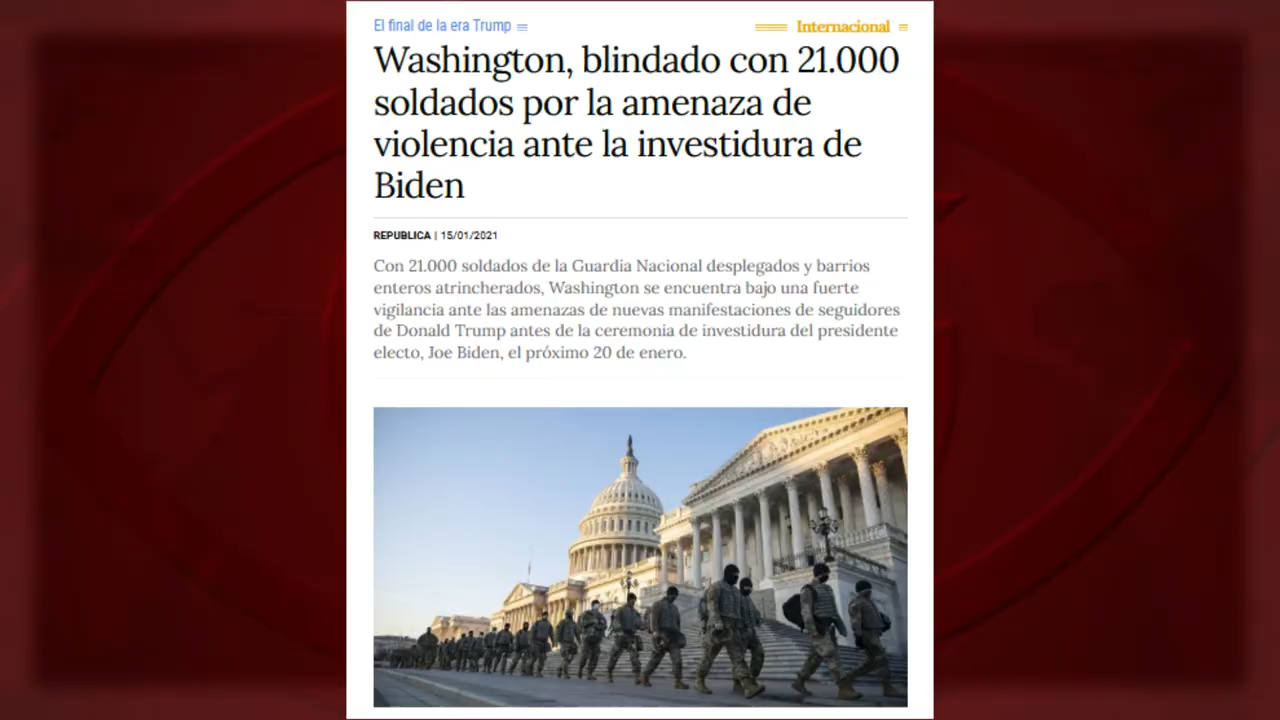 El final de la era Trump
Internacional
Washington, blindado con 21.000
soldados por la amenaza de
violencia ante la investidura de
Biden
REPUBLICA | 15/01/2021
Con 21.000 soldados de la Guardia Nacional desplegados y barrios
enteros atrincherados, Washington se encuentra bajo una fuerte
vigilancia ante las amenazas de nuevas manifestaciones de seguidores
de Donald Trump antes de la ceremonia de investidura del presidente
electo, Joe Biden, el próximo 20 de enero.